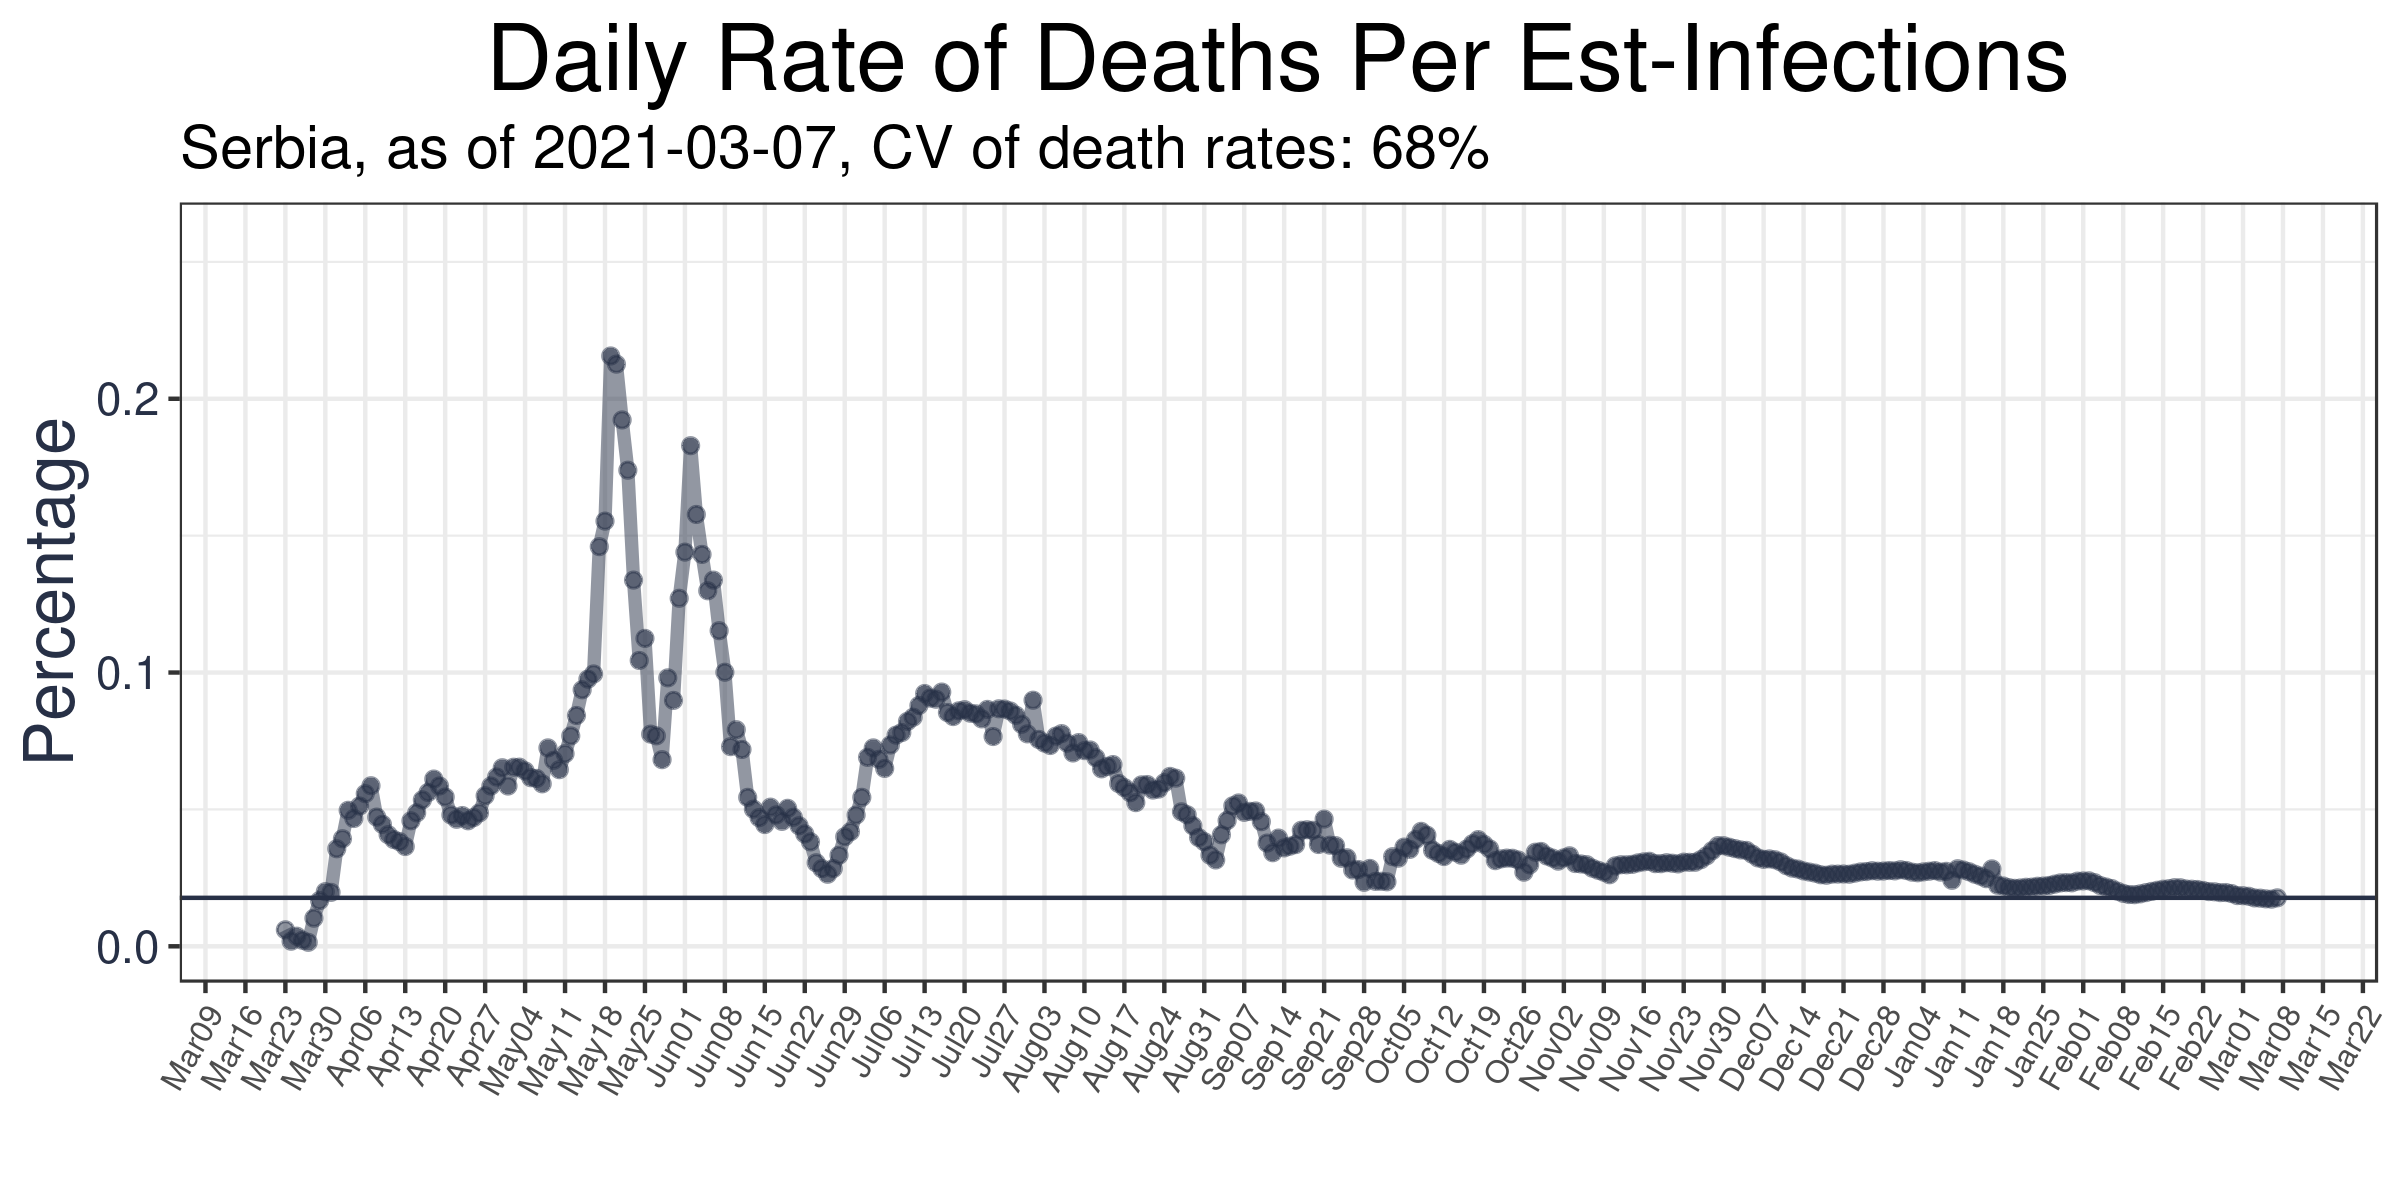 Daily Rate of Deaths Per Est-Infections
Serbia, as of 2021-03-07, CV of death rates: 68%
Percentage
0.2
0.1
0.0
Mar09 Mar16 Mar23 Mar30 Apr06 Apr13 Apr20 Apr27 May04 May11 May18 May25 Jun01 Jun08 Jun15 Jun22 Jun29 Jul06 Jul13 Jul20 Jul27 Aug03 Aug10 Aug17 Aug24 Aug31 Sep07 Sep14 Sep21 Sep28 Oct05 Oct12 Oct19 Oct26 Nov02 Nov09 Nov16 Nov23 Nov30 Dec07 Dec14 Dec21 Dec28 Jan04 Jan11 Jan18 Jan25 Feb01 Feb08 Feb15 Feb22 Mar01 Mar08 Mar15 Mar22